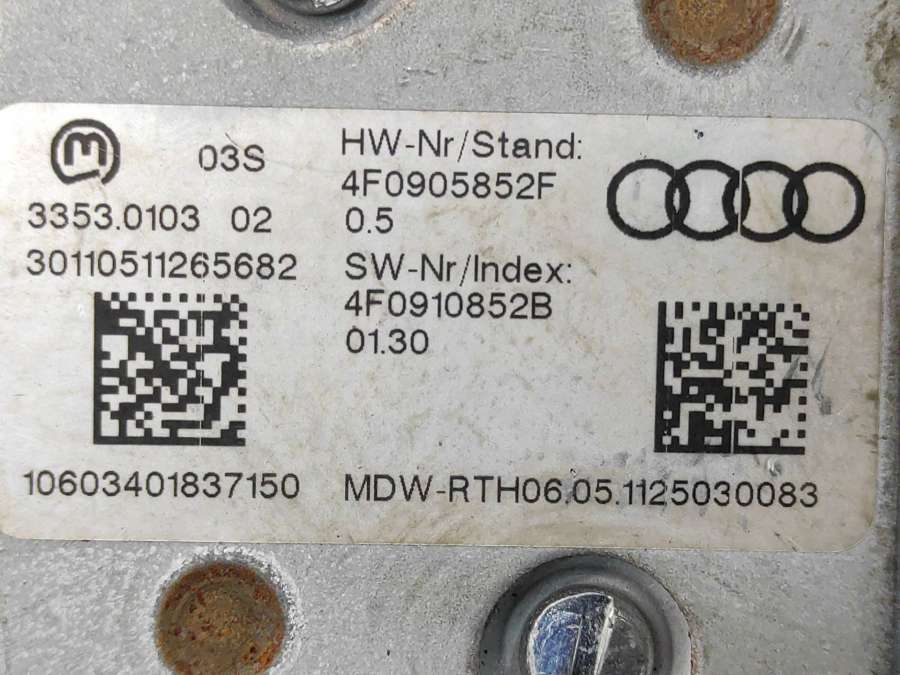 m 03S
3353.0103 02
30110511265682
HW-Nr/Stand:
4F0905852F
0.5
SW-Nr/Index:
4F0910852B
01.30
10603401837150
MDW-RTH06.05.1125030083